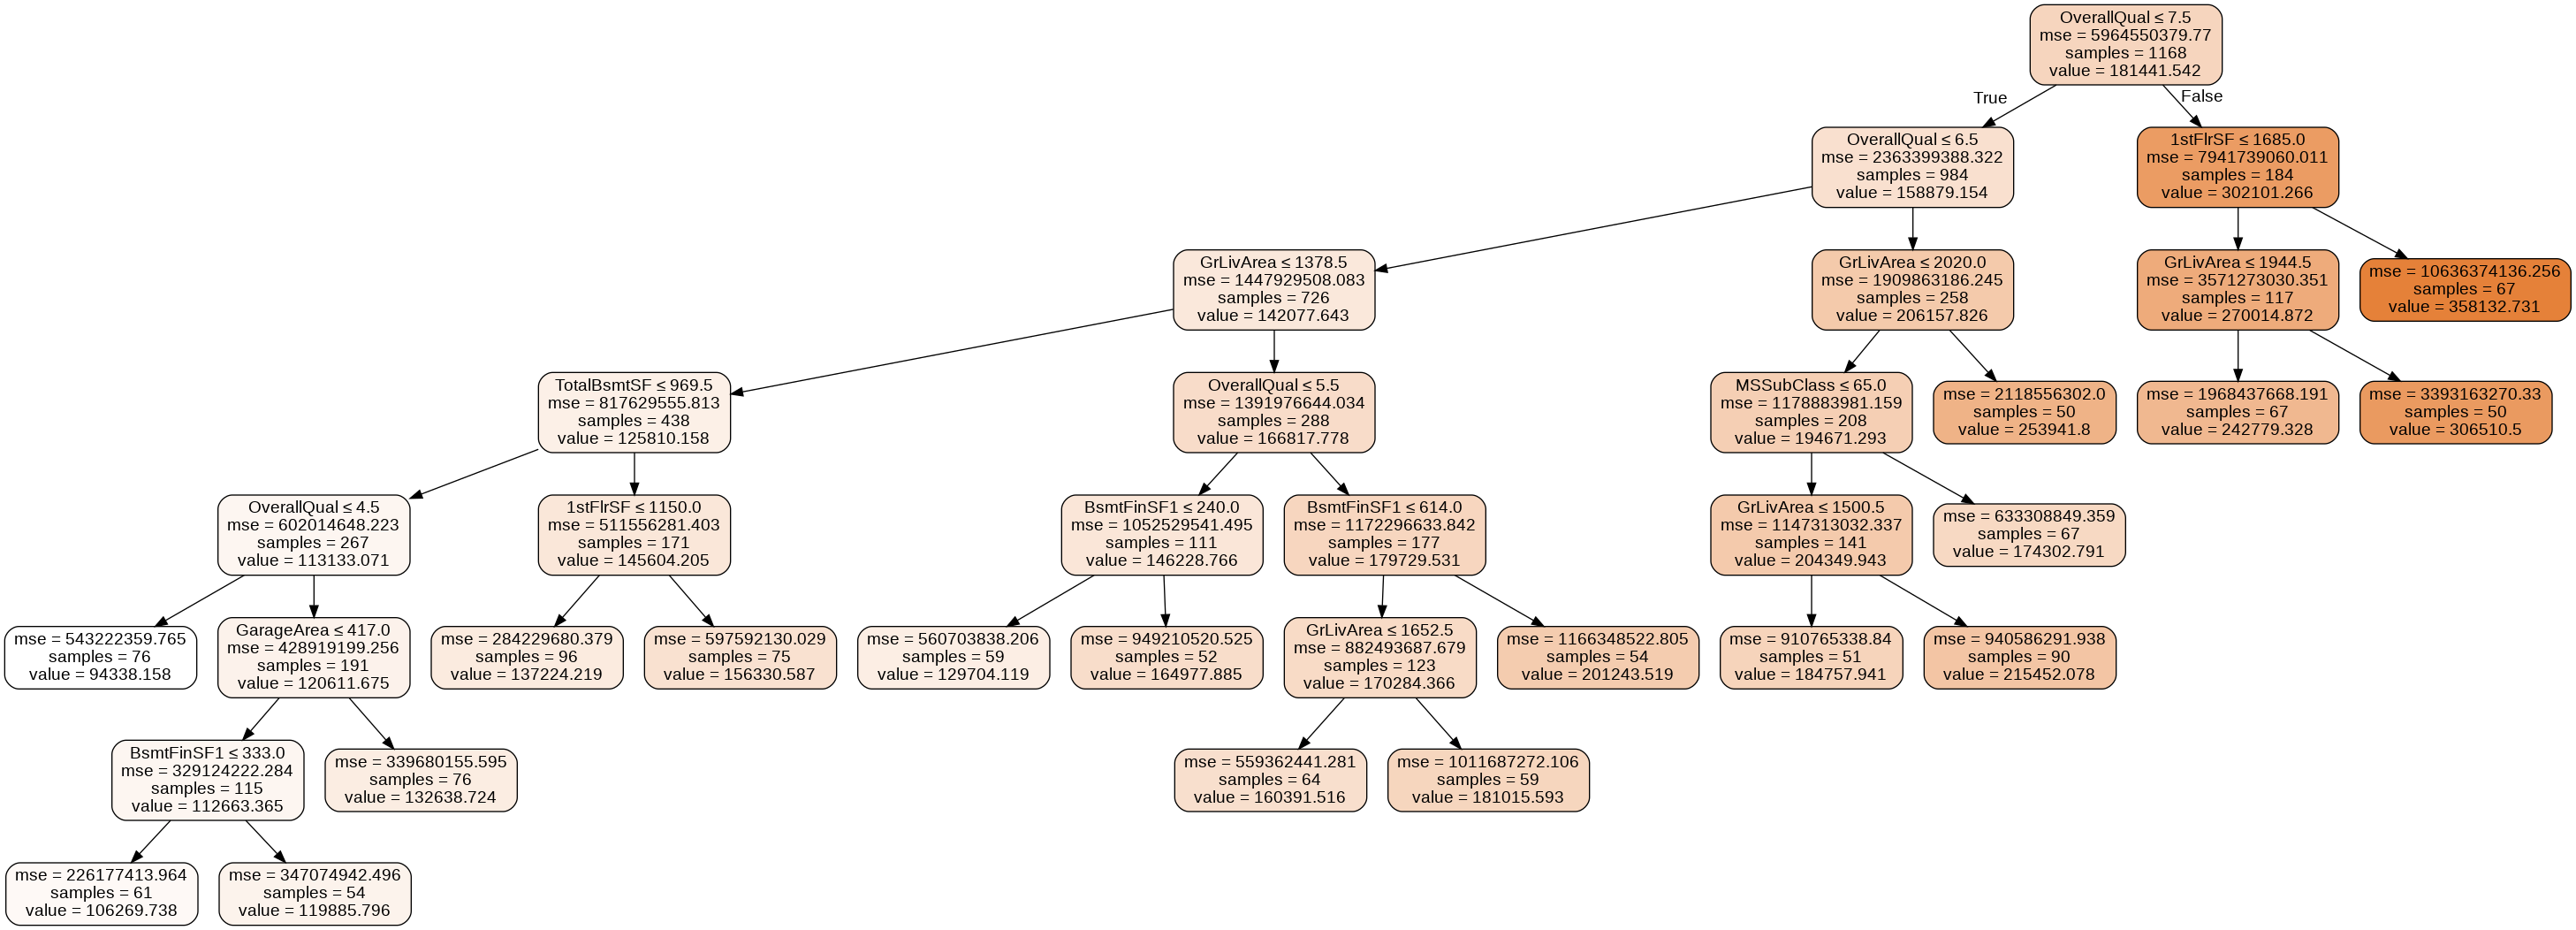 OverallQual ≤ 7.5
mse = 5964550379.77
samples = 1168
value = 181441.542
True
False
OverallQual ≤ 6.5
mse = 2363399388.322
samples = 984
value = 158879.154
1stFlrSF ≤ 1685.0
mse = 7941739060.011
samples = 184
value = 302101.266
GrLivArea ≤ 1378.5
mse = 1447929508.083
samples = 726
value = 142077.643
GrLivArea ≤ 2020.0
mse = 1909863186.245
samples = 258
value = 206157.826
GrLivArea ≤ 1944.5
mse = 3571273030.351
samples = 117
value = 270014.872
mse = 10636374136.256
samples = 67
value = 358132.731
TotalBsmtSF ≤ 969.5
mse = 817629555.813
samples = 438
value = 125810.158
OverallQual ≤ 5.5
mse = 1391976644.034
samples = 288
value = 166817.778
MSSubClass ≤ 65.0
mse = 1178883981.159
samples = 208
value = 194671.293
mse = 2118556302.0
samples = 50
value = 253941.8
mse = 1968437668.191
samples = 67
value = 242779.328
mse = 3393163270.33
samples = 50
value = 306510.5
OverallQual ≤ 4.5
mse = 602014648.223
samples = 267
value = 113133.071
1stFlrSF ≤ 1150.0
mse = 511556281.403
samples = 171
value = 145604.205
BsmtFinSF1 ≤ 240.0
mse = 1052529541.495
samples = 111
value = 146228.766
BsmtFinSF1 ≤ 614.0
mse = 1172296633.842
samples = 177
value = 179729.531
GrLivArea ≤ 1500.5
mse = 1147313032.337
samples = 141
value = 204349.943
mse = 633308849.359
samples = 67
value = 174302.791
mse = 543222359.765
samples = 76
value = 94338.158
GarageArea ≤ 417.0
mse = 428919199.256
samples = 191
value = 120611.675
mse = 284229680.379
samples = 96
value = 137224.219
mse = 597592130.029
samples = 75
value = 156330.587
mse = 560703838.206
samples = 59
value = 129704.119
mse = 949210520.525
samples = 52
value = 164977.885
GrLivArea ≤ 1652.5
mse = 882493687.679
samples = 123
value = 170284.366
mse = 1166348522.805
samples = 54
value = 201243.519
mse = 910765338.84
samples = 51
value = 184757.941
mse = 940586291.938
samples = 90
value = 215452.078
BsmtFinSF1 ≤ 333.0
mse = 329124222.284
samples = 115
value = 112663.365
mse = 339680155.595
samples = 76
value = 132638.724
mse = 559362441.281
samples = 64
value = 160391.516
mse = 1011687272.106
samples = 59
value = 181015.593
mse = 226177413.964
samples = 61
value = 106269.738
mse = 347074942.496
samples = 54
value = 119885.796